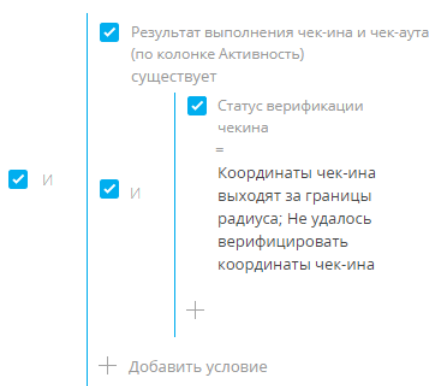 Результат выполнения чек-ина и чек-аута
(по колонке Активность)
существует
Статус верификации
чекина
=
Координаты чек-ина
выходят за границы
радиуса; Не удалось
верифицировать
координаты чек-ина
И
И
Добавить условие